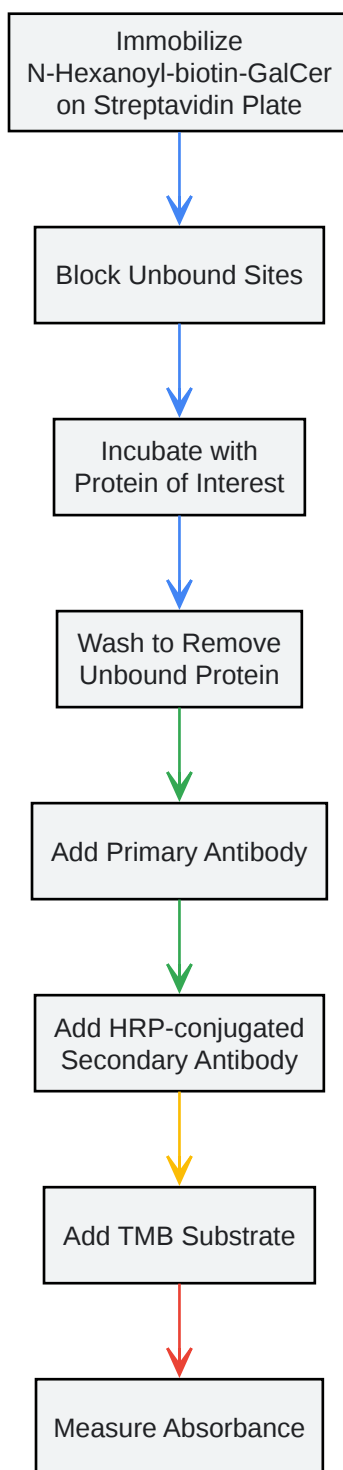 Immobilize
N-Hexanoyl-biotin-GalCer
on Streptavidin Plate
Block Unbound Sites
Incubate with
Protein of Interest
Wash to Remove
Unbound Protein
Add Primary Antibody
Add HRP-conjugated
Secondary Antibody
Add TMB Substrate
Measure Absorbance